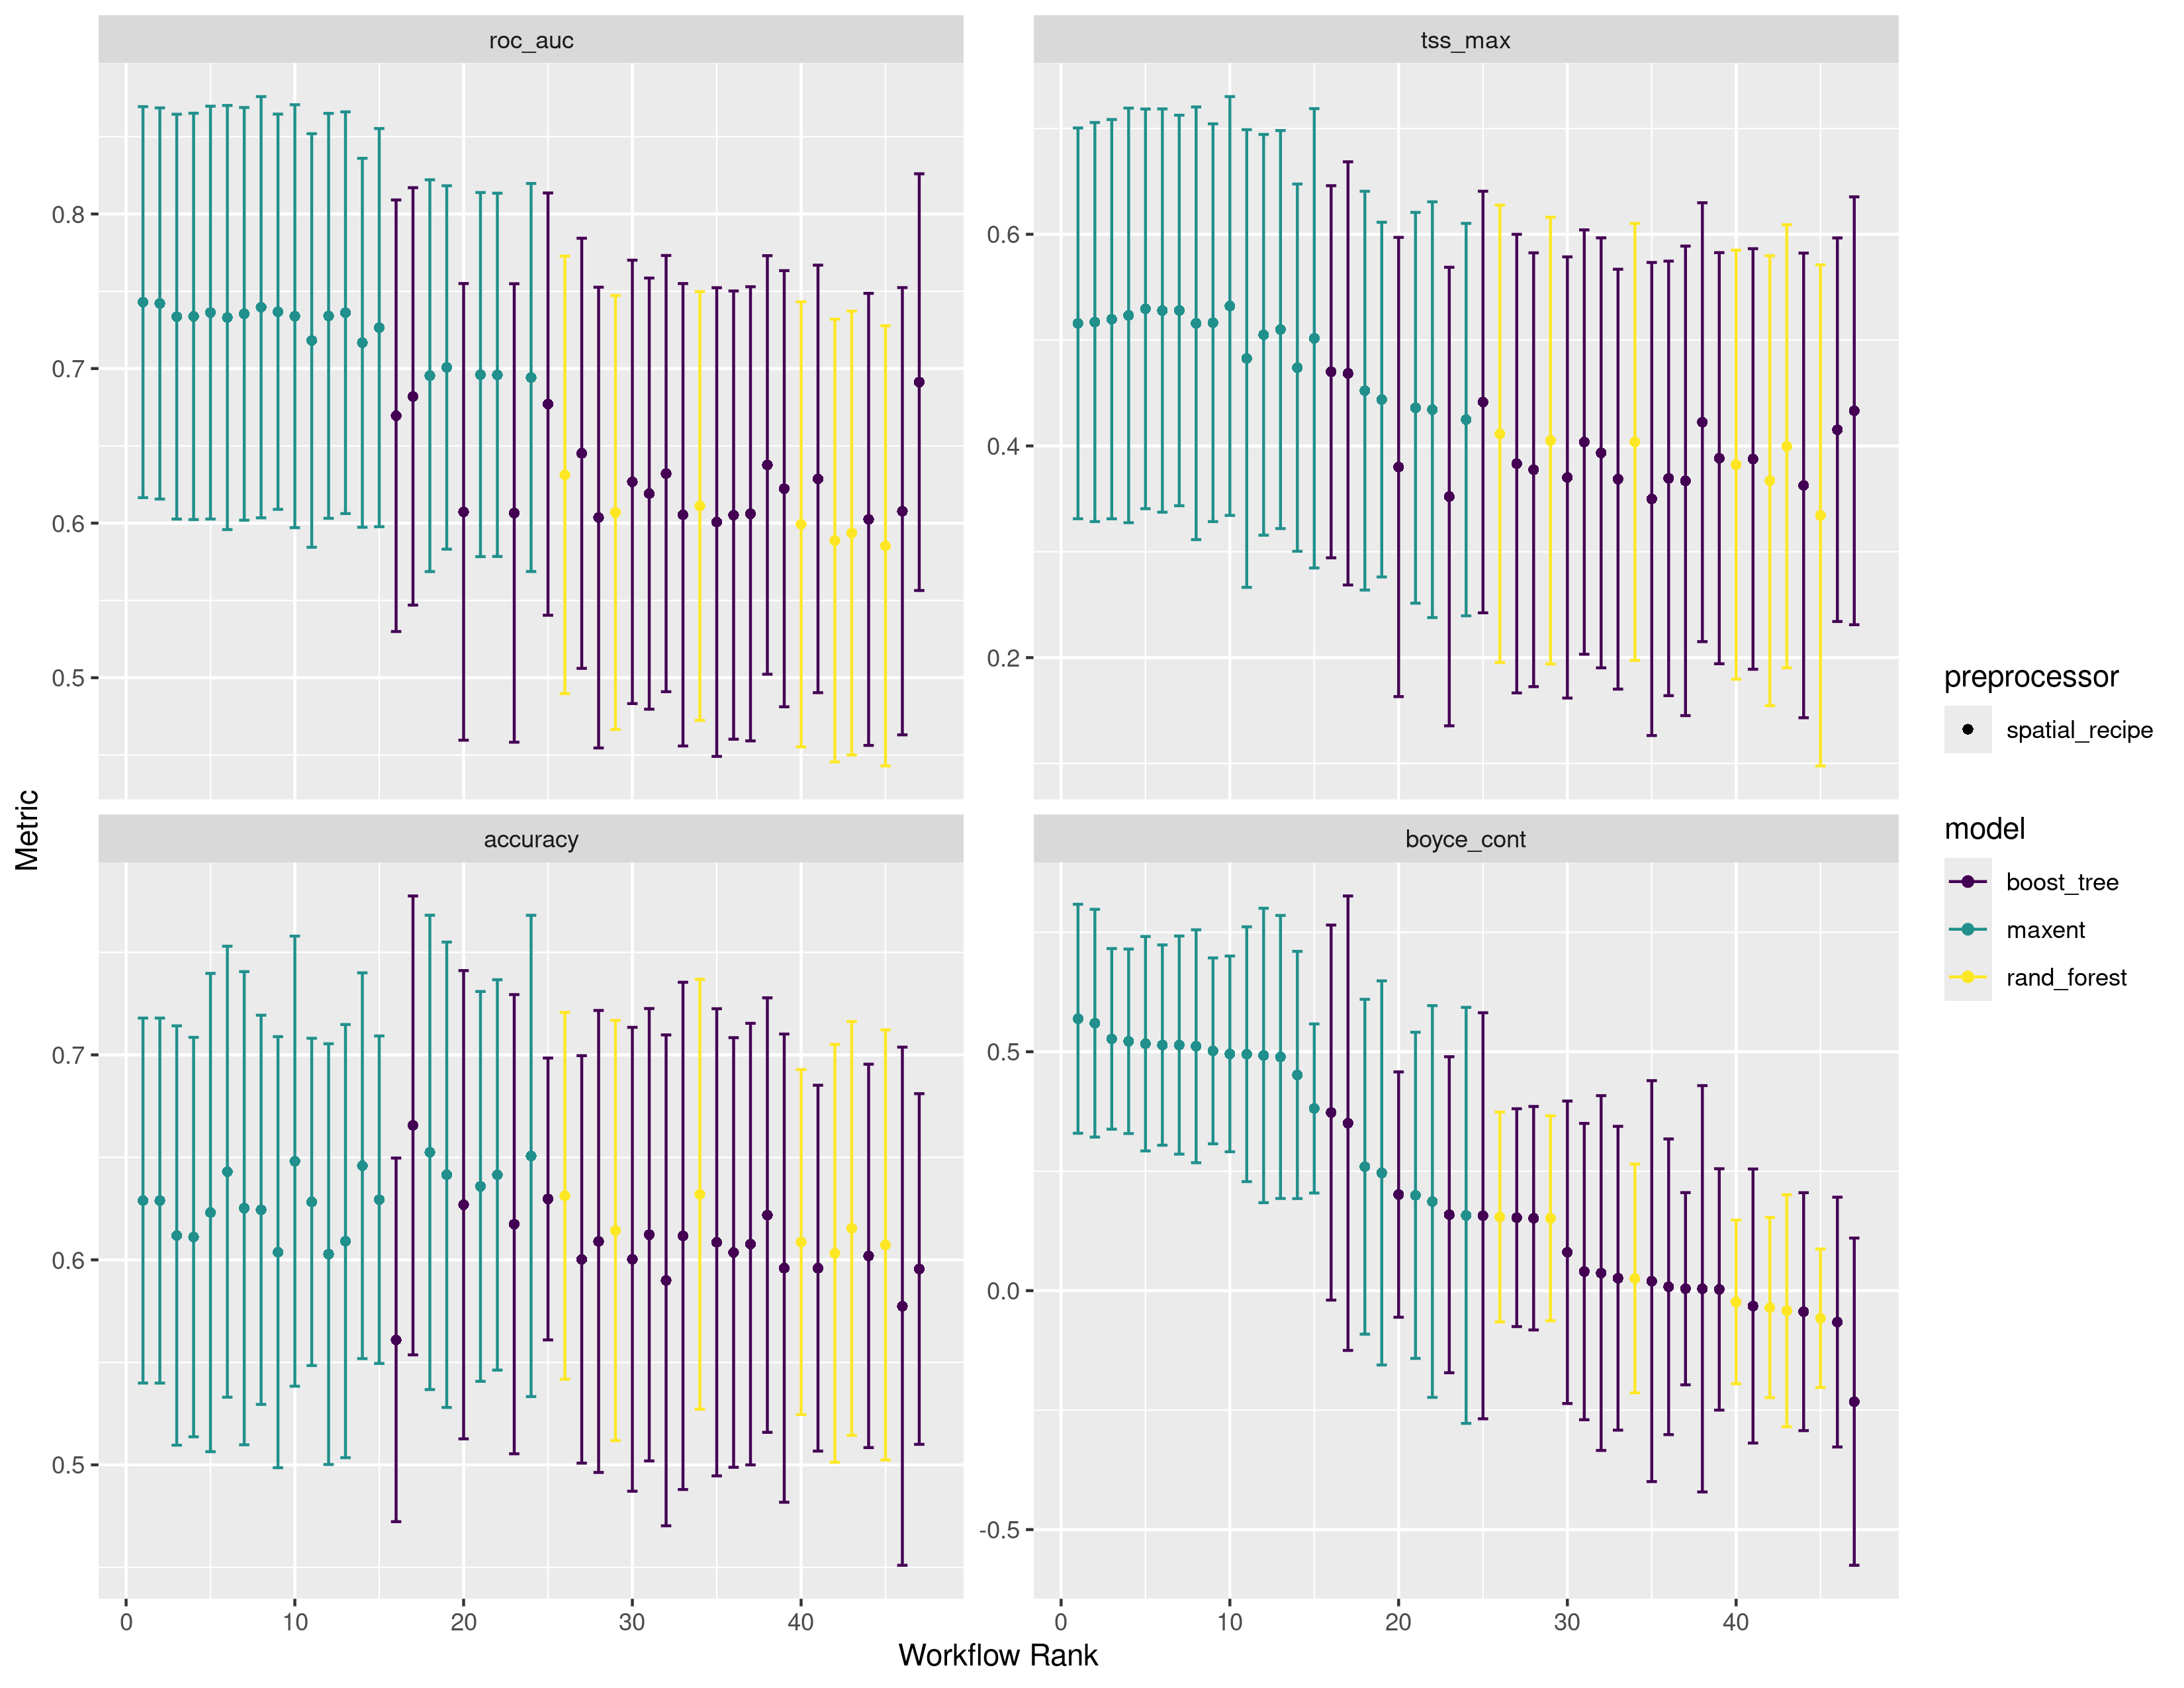 roc_auc
tss_max
0.8
0.7
0.6
0.5
0.6
0.4
0.2
accuracy
boyce_cont
0.7
0.6
0.5
0.5
0.0
-0.5
0 10 20 30 40
0 10 20 30 40
Workflow Rank
Metric
preprocessor
spatial_recipe
model
boost_tree
maxent
rand_forest